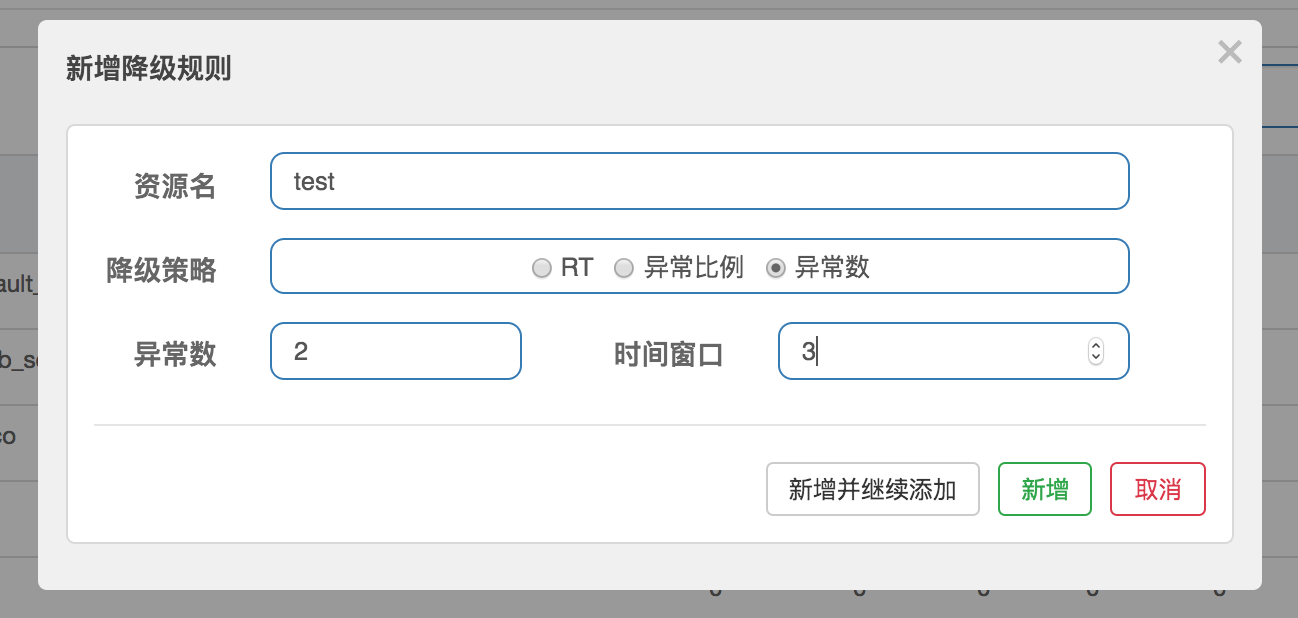 新增降级规则
×
资源名 test
降级策略 RT 异常比例 异常数
ault_
异常数 2 时间窗口 3
新增并继续添加 新增 取消